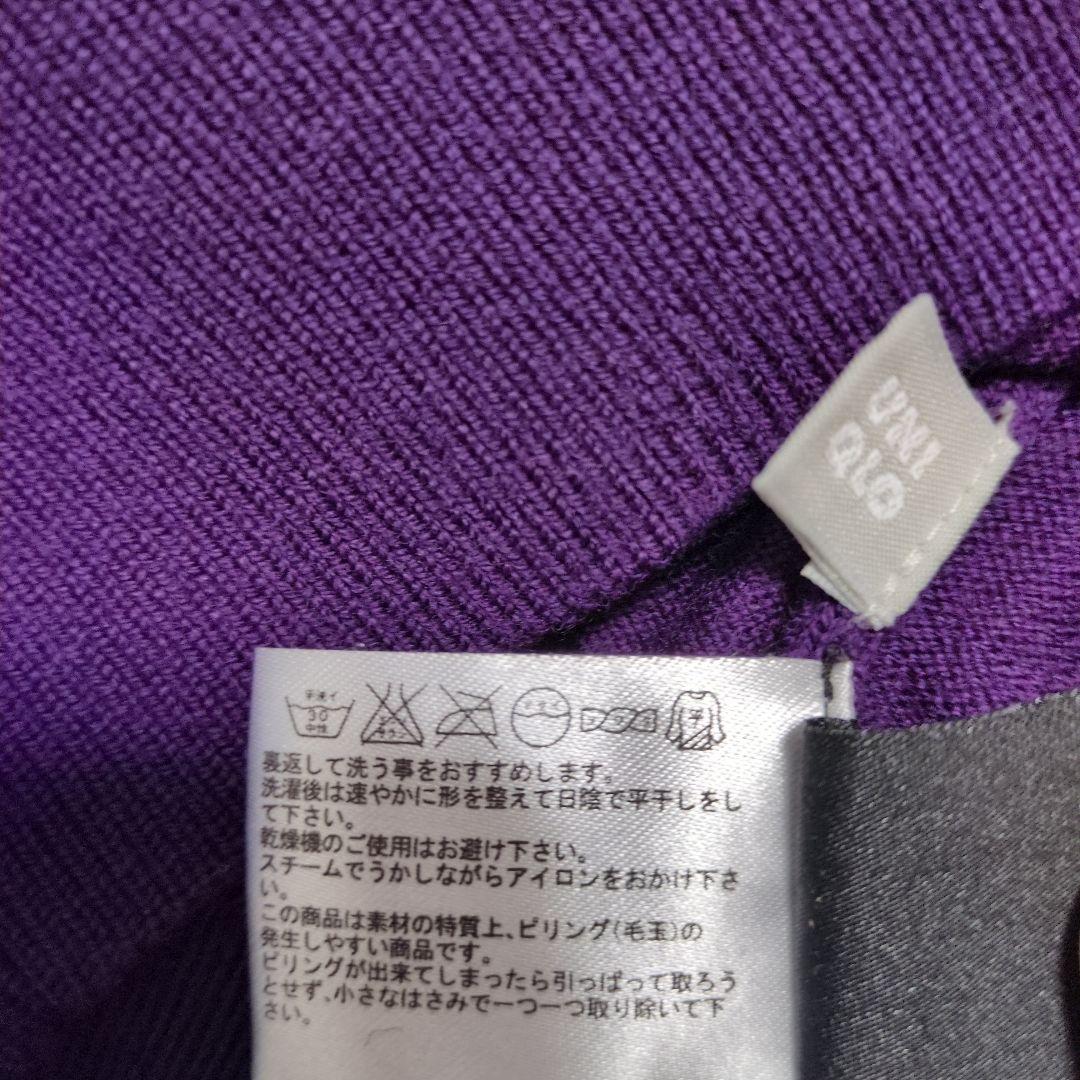 UNI
QLO
手洗イ
30
中性
裏返して洗う事をおすすめします。
洗濯後は速やかに形を整えて日陰で平干しをし
て下さい。
乾燥機のご使用はお避け下さい。
スチームでうかしながらアイロンをおかけ下さ
い。
この商品は素材の特質上、ピリング(毛玉)の
発生しやすい商品です。
ピリングが出来てしまったら引っぱって取ろう
とせず、小さなはさみで一つ一つ取り除いて下
さい。